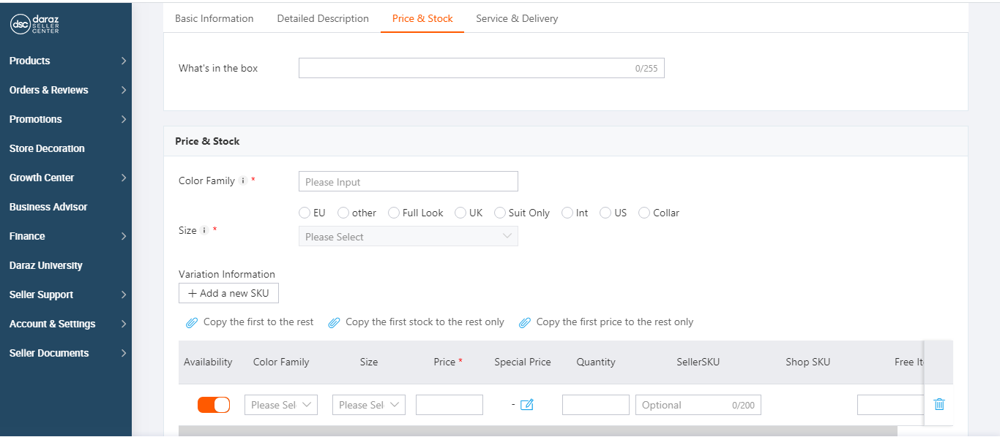 dsc daraz
SELLER
CENTER
Products
Orders & Reviews
Promotions
Store Decoration
Growth Center
Business Advisor
Finance
Daraz University
Seller Support
Account & Settings
Seller Documents
Basic Information Detailed Description Price & Stock Service & Delivery
What's in the box 0/255
Price & Stock
Color Family i * Please Input
EU other Full Look UK Suit Only Int US Collar
Size i * Please Select
Variation Information
+ Add a new SKU
Copy the first to the rest Copy the first stock to the rest only Copy the first price to the rest only
Availability Color Family Size Price * Special Price Quantity SellerSKU Shop SKU Free It
Please Sel Please Sel - Optional 0/200